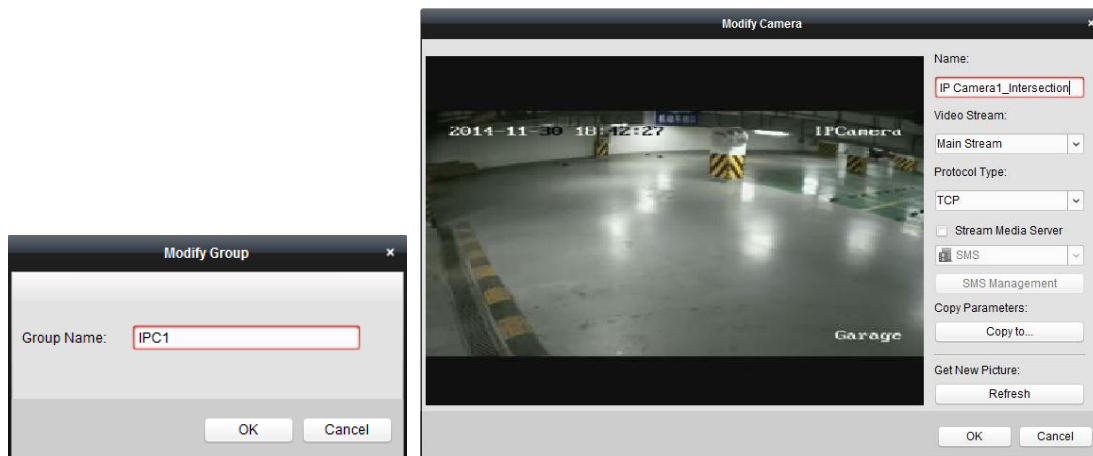 Modify Group
Group Name:
IPC1
OK
Cancel
Modify Camera
2014-11-30 18:42:27
IPCamera
Garage
Name:
IP Camera1_Intersection
Video Stream:
Main Stream
Protocol Type:
TCP
Stream Media Server
SMS
SMS Management
Copy Parameters:
Copy to...
Get New Picture:
Refresh
OK
Cancel